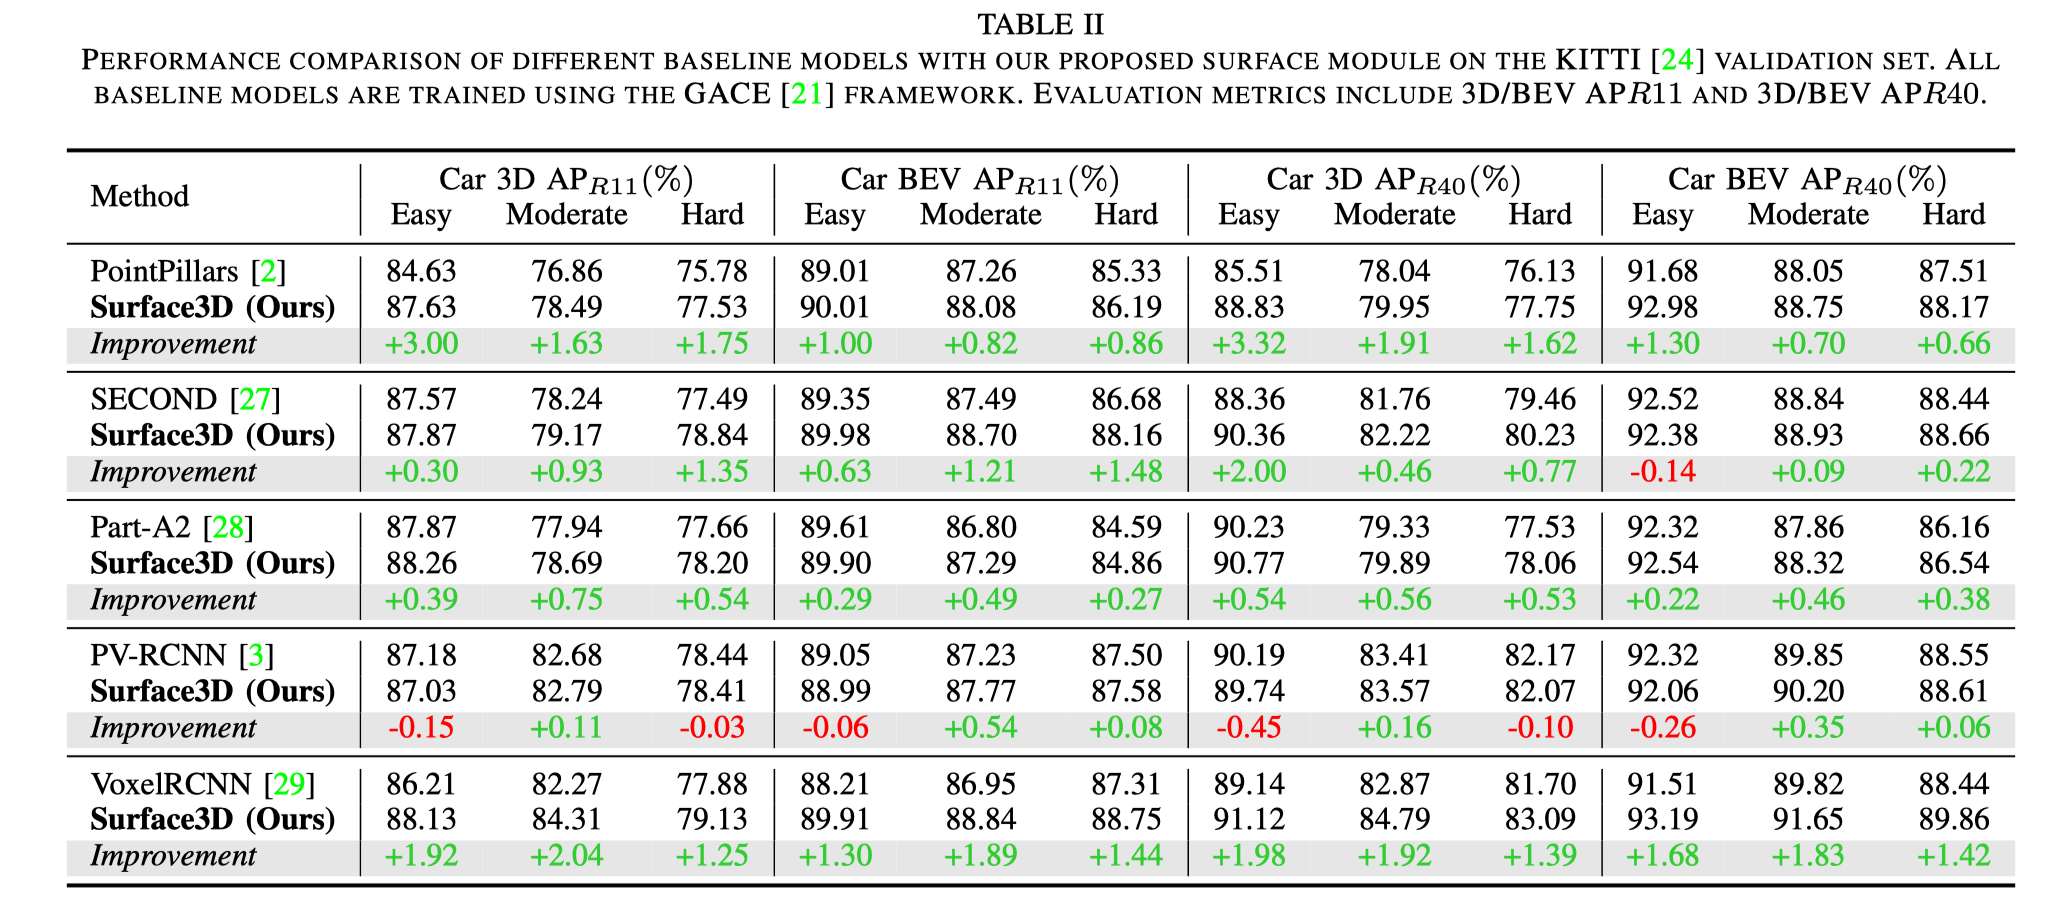 TABLE II
PERFORMANCE COMPARISON OF DIFFERENT BASELINE MODELS WITH OUR PROPOSED SURFACE MODULE ON THE KITTI [24] VALIDATION SET. ALL
BASELINE MODELS ARE TRAINED USING THE GACE [21] FRAMEWORK. EVALUATION METRICS INCLUDE 3D/BEV APR11 AND 3D/BEV APR40.
Method Car 3D AP_R11(%) Car BEV AP_R11(%) Car 3D AP_R40(%) Car BEV AP_R40(%)
Easy Moderate Hard Easy Moderate Hard Easy Moderate Hard Easy Moderate Hard
PointPillars [2] 84.63 76.86 75.78 89.01 87.26 85.33 85.51 78.04 76.13 91.68 88.05 87.51
Surface3D (Ours) 87.63 78.49 77.53 90.01 88.08 86.19 88.83 79.95 77.75 92.98 88.75 88.17
Improvement +3.00 +1.63 +1.75 +1.00 +0.82 +0.86 +3.32 +1.91 +1.62 +1.30 +0.70 +0.66
SECOND [27] 87.57 78.24 77.49 89.35 87.49 86.68 88.36 81.76 79.46 92.52 88.84 88.44
Surface3D (Ours) 87.87 79.17 78.84 89.98 88.70 88.16 90.36 82.22 80.23 92.38 88.93 88.66
Improvement +0.30 +0.93 +1.35 +0.63 +1.21 +1.48 +2.00 +0.46 +0.77 -0.14 +0.09 +0.22
Part-A2 [28] 87.87 77.94 77.66 89.61 86.80 84.59 90.23 79.33 77.53 92.32 87.86 86.16
Surface3D (Ours) 88.26 78.69 78.20 89.90 87.29 84.86 90.77 79.89 78.06 92.54 88.32 86.54
Improvement +0.39 +0.75 +0.54 +0.29 +0.49 +0.27 +0.54 +0.56 +0.53 +0.22 +0.46 +0.38
PV-RCNN [3] 87.18 82.68 78.44 89.05 87.23 87.50 90.19 83.41 82.17 92.32 89.85 88.55
Surface3D (Ours) 87.03 82.79 78.41 88.99 87.77 87.58 89.74 83.57 82.07 92.06 90.20 88.61
Improvement -0.15 +0.11 -0.03 -0.06 +0.54 +0.08 -0.45 +0.16 -0.10 -0.26 +0.35 +0.06
VoxelRCNN [29] 86.21 82.27 77.88 88.21 86.95 87.31 89.14 82.87 81.70 91.51 89.82 88.44
Surface3D (Ours) 88.13 84.31 79.13 89.91 88.84 88.75 91.12 84.79 83.09 93.19 91.65 89.86
Improvement +1.92 +2.04 +1.25 +1.30 +1.89 +1.44 +1.98 +1.92 +1.39 +1.68 +1.83 +1.42